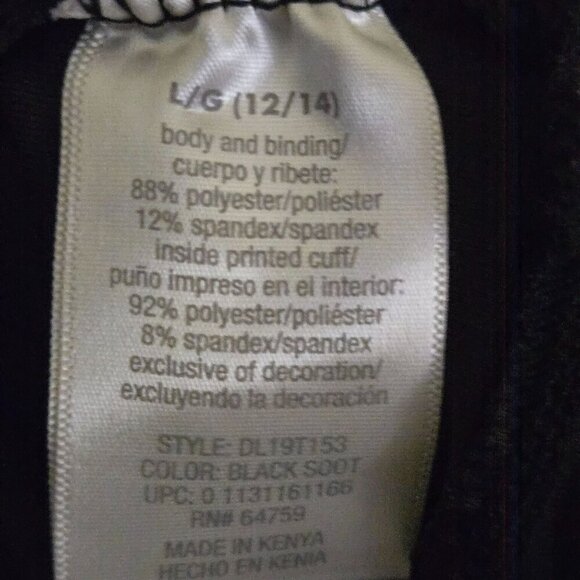 L/G (12/14)
body and binding/
cuerpo y ribete:
88% polyester/poliéster
12% spandex/spandex
inside printed cuff/
puño impreso en el interior:
92% polyester/poliéster
8% spandex/spandex
exclusive of decoration/
excluyendo la decoración
STYLE: DL19T153
COLOR: BLACK SOOT
UPC: 0 1131161166
RN# 64759
MADE IN KENYA
HECHO EN KENIA